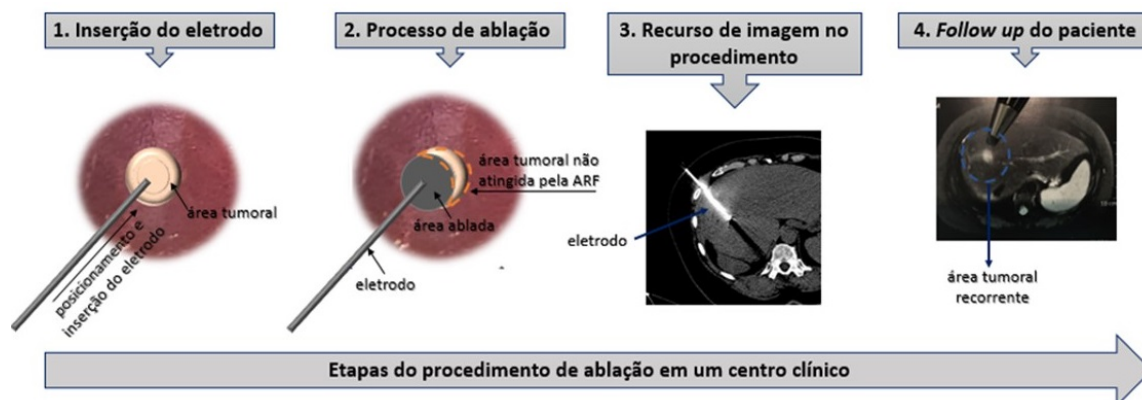 1. Inserção do eletrodo
2. Processo de ablação
3. Recurso de imagem no
procedimento
4. Follow up do paciente
área tumoral
posicionamento e
inserção do eletrodo
área tumoral não
atingida pela ARF
área ablada
eletrodo
eletrodo
área tumoral
recorrente
Etapas do procedimento de ablação em um centro clínico